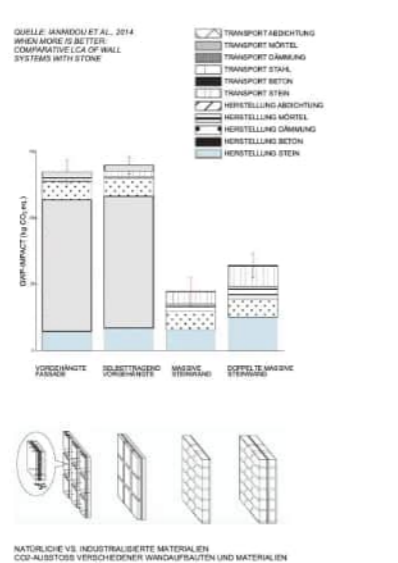 QUELLE: IANNIDOU ET AL., 2014
WHEN MORE IS BETTER:
COMPARATIVE LCA OF WALL
SYSTEMS WITH STONE
TRANSPORT ABDICHTUNG
TRANSPORT MÖRTEL
TRANSPORT DÄMMUNG
TRANSPORT STAHL
TRANSPORT BETON
TRANSPORT STEIN
HERSTELLUNG ABDICHTUNG
HERSTELLUNG MÖRTEL
HERSTELLUNG DÄMMUNG
HERSTELLUNG BETON
HERSTELLUNG STEIN
GWP-IMPACT (kg CO₂ eq.)
VORGEHÄNGTE
FASSADE
SELBSTTRAGEND
VORGEHÄNGTE
MASSIVE
STEINWAND
DOPPELTE MASSIVE
STEINWAND
NATÜRLICHE VS. INDUSTRIALISIERTE MATERIALIEN
CO2-AUSSTOSS VERSCHIEDENER WANDAUFBAUTEN UND MATERIALIEN